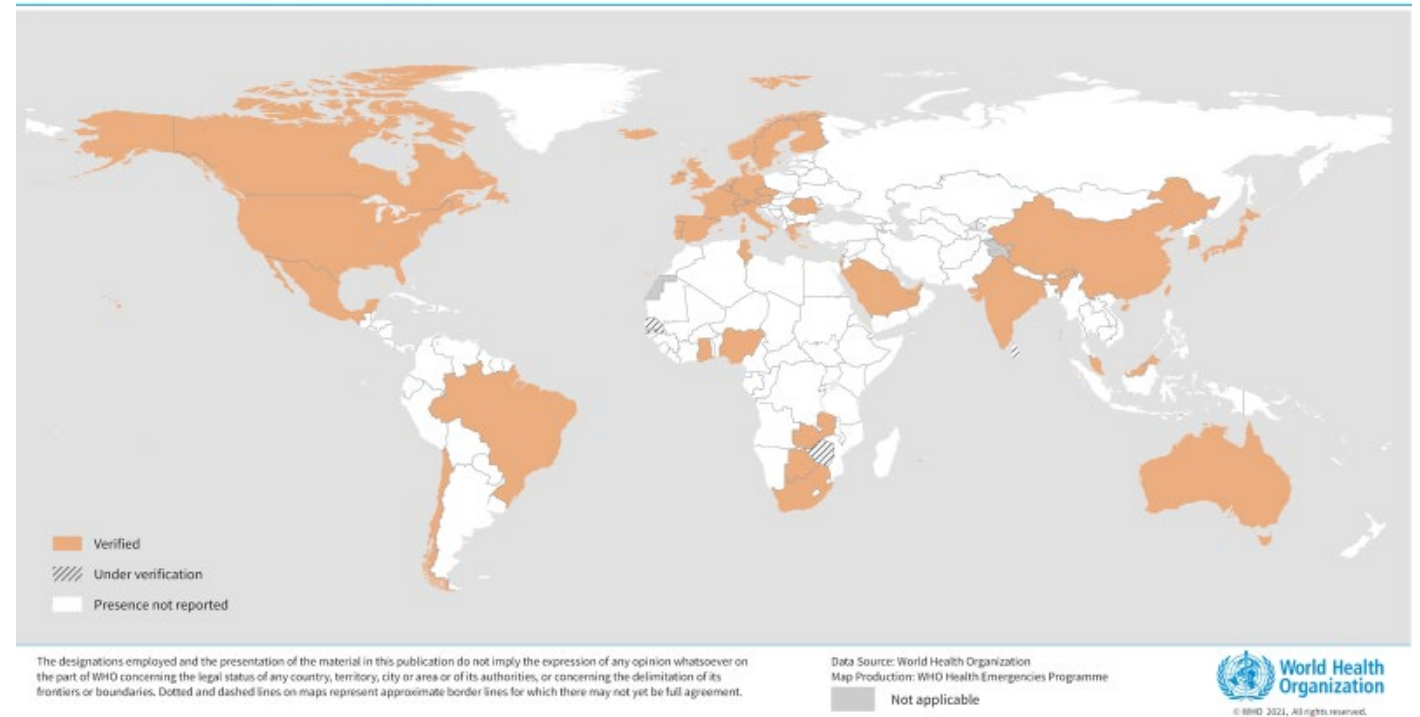 Verified
Under verification
Presence not reported
The designations employed and the presentation of the material in this publication do not imply the expression of any opinion whatsoever on
the part of WHO concerning the legal status of any country, territory, city or area or of its authorities, or concerning the delimitation of its
frontiers or boundaries. Dotted and dashed lines on maps represent approximate border lines for which there may not yet be full agreement.
Data Source: World Health Organization
Map Production: WHO Health Emergencies Programme
Not applicable
World Health
Organization
© WHO 2021, All rights reserved.